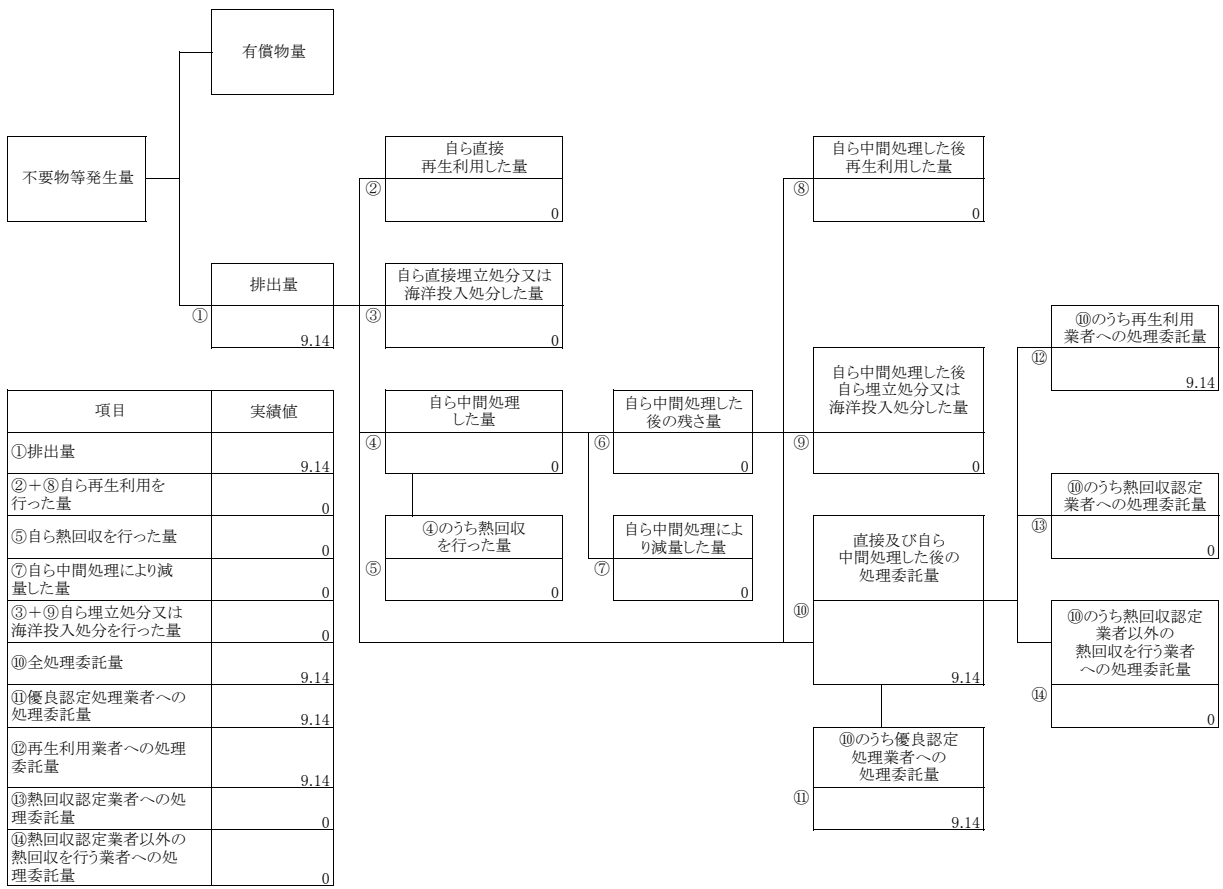 有償物量
不要物等発生量
排出量
①
9.14
自ら直接
再生利用した量
②
0
自ら直接埋立処分又は
海洋投入処分した量
③
0
自ら中間処理
した量
④
0
④のうち熱回収
を行った量
⑤
0
自ら中間処理した
後の残さ量
⑥
0
自ら中間処理によ
り減量した量
⑦
0
自ら中間処理した後
再生利用した量
⑧
0
自ら中間処理した後
自ら埋立処分又は
海洋投入処分した量
⑨
0
直接及び自ら
中間処理した後の
処理委託量
⑩
9.14
⑩のうち優良認定
処理業者への
処理委託量
⑪
9.14
⑩のうち再生利用
業者への処理委託量
⑫
9.14
⑩のうち熱回収認定
業者への処理委託量
⑬
0
⑩のうち熱回収認定
業者以外の
熱回収を行う業者
への処理委託量
⑭
0
項目 実績値
①排出量
9.14
②＋⑧自ら再生利用を
行った量
0
⑤自ら熱回収を行った量
0
⑦自ら中間処理により減
量した量
0
③＋⑨自ら埋立処分又は
海洋投入処分を行った量
0
⑩全処理委託量
9.14
⑪優良認定処理業者への
処理委託量
9.14
⑫再生利用業者への処理
委託量
9.14
⑬熱回収認定業者への処
理委託量
0
⑭熱回収認定業者以外の
熱回収を行う業者への処
理委託量
0